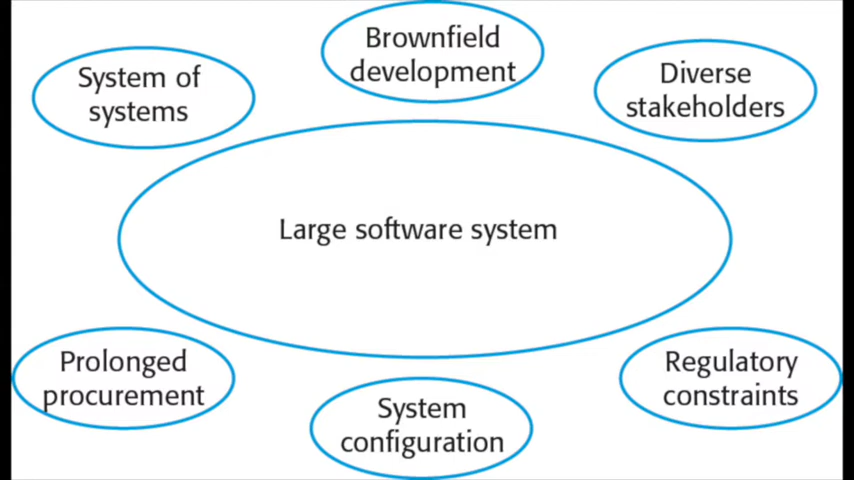 Brownfield
development
System of
systems
Diverse
stakeholders
Large software system
Prolonged
procurement
Regulatory
constraints
System
configuration